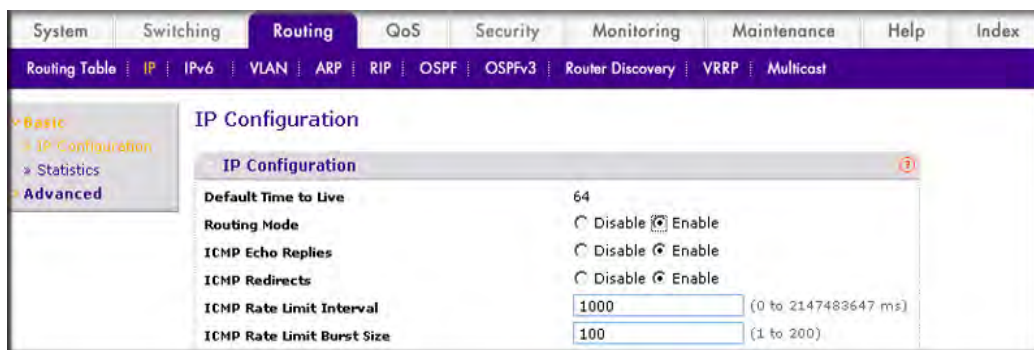 System Switching Routing QoS Security Monitoring Maintenance Help Index
Routing Table IP IPv6 VLAN ARP RIP OSPF OSPFv3 Router Discovery VRRP Multicast
Basic
» IP Configuration
» Statistics
Advanced
IP Configuration
IP Configuration ?
Default Time to Live 64
Routing Mode Disable Enable
ICMP Echo Replies Disable Enable
ICMP Redirects Disable Enable
ICMP Rate Limit Interval 1000 (0 to 2147483647 ms)
ICMP Rate Limit Burst Size 100 (1 to 200)